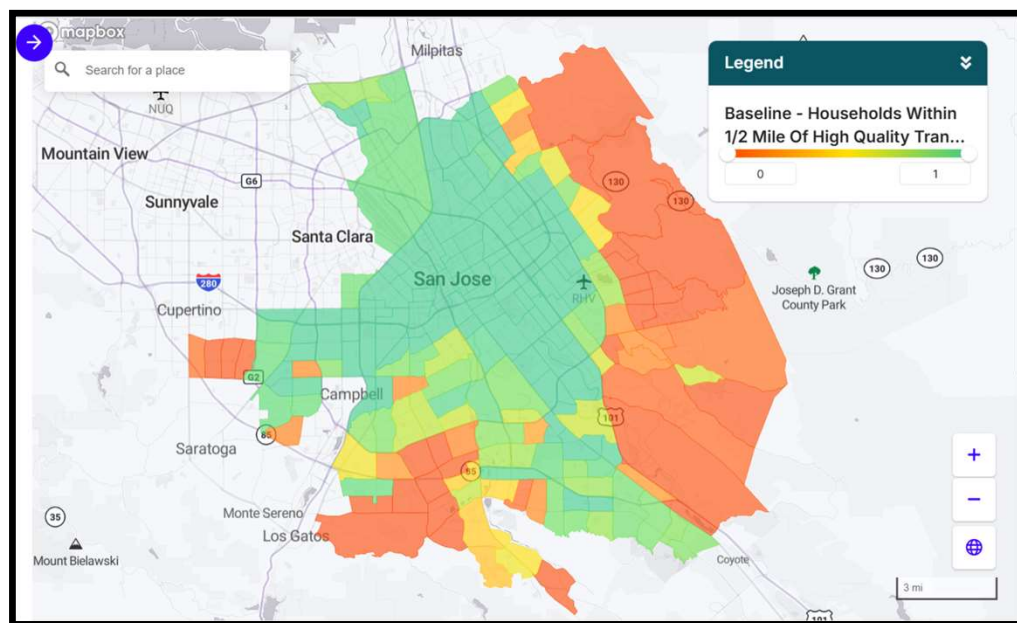 mapbox
Search for a place
Milpitas
NUQ
Mountain View
G6
Sunnyvale
Santa Clara
280
San Jose
RHV
Cupertino
G2
Campbell
101
85
Saratoga
85
Monte Sereno
35
Los Gatos
Mount Bielawski
Coyote
130
130
130
130
Joseph D. Grant
County Park
Legend
Baseline - Households Within
1/2 Mile Of High Quality Tran...
0
1
+
−
3 mi
101